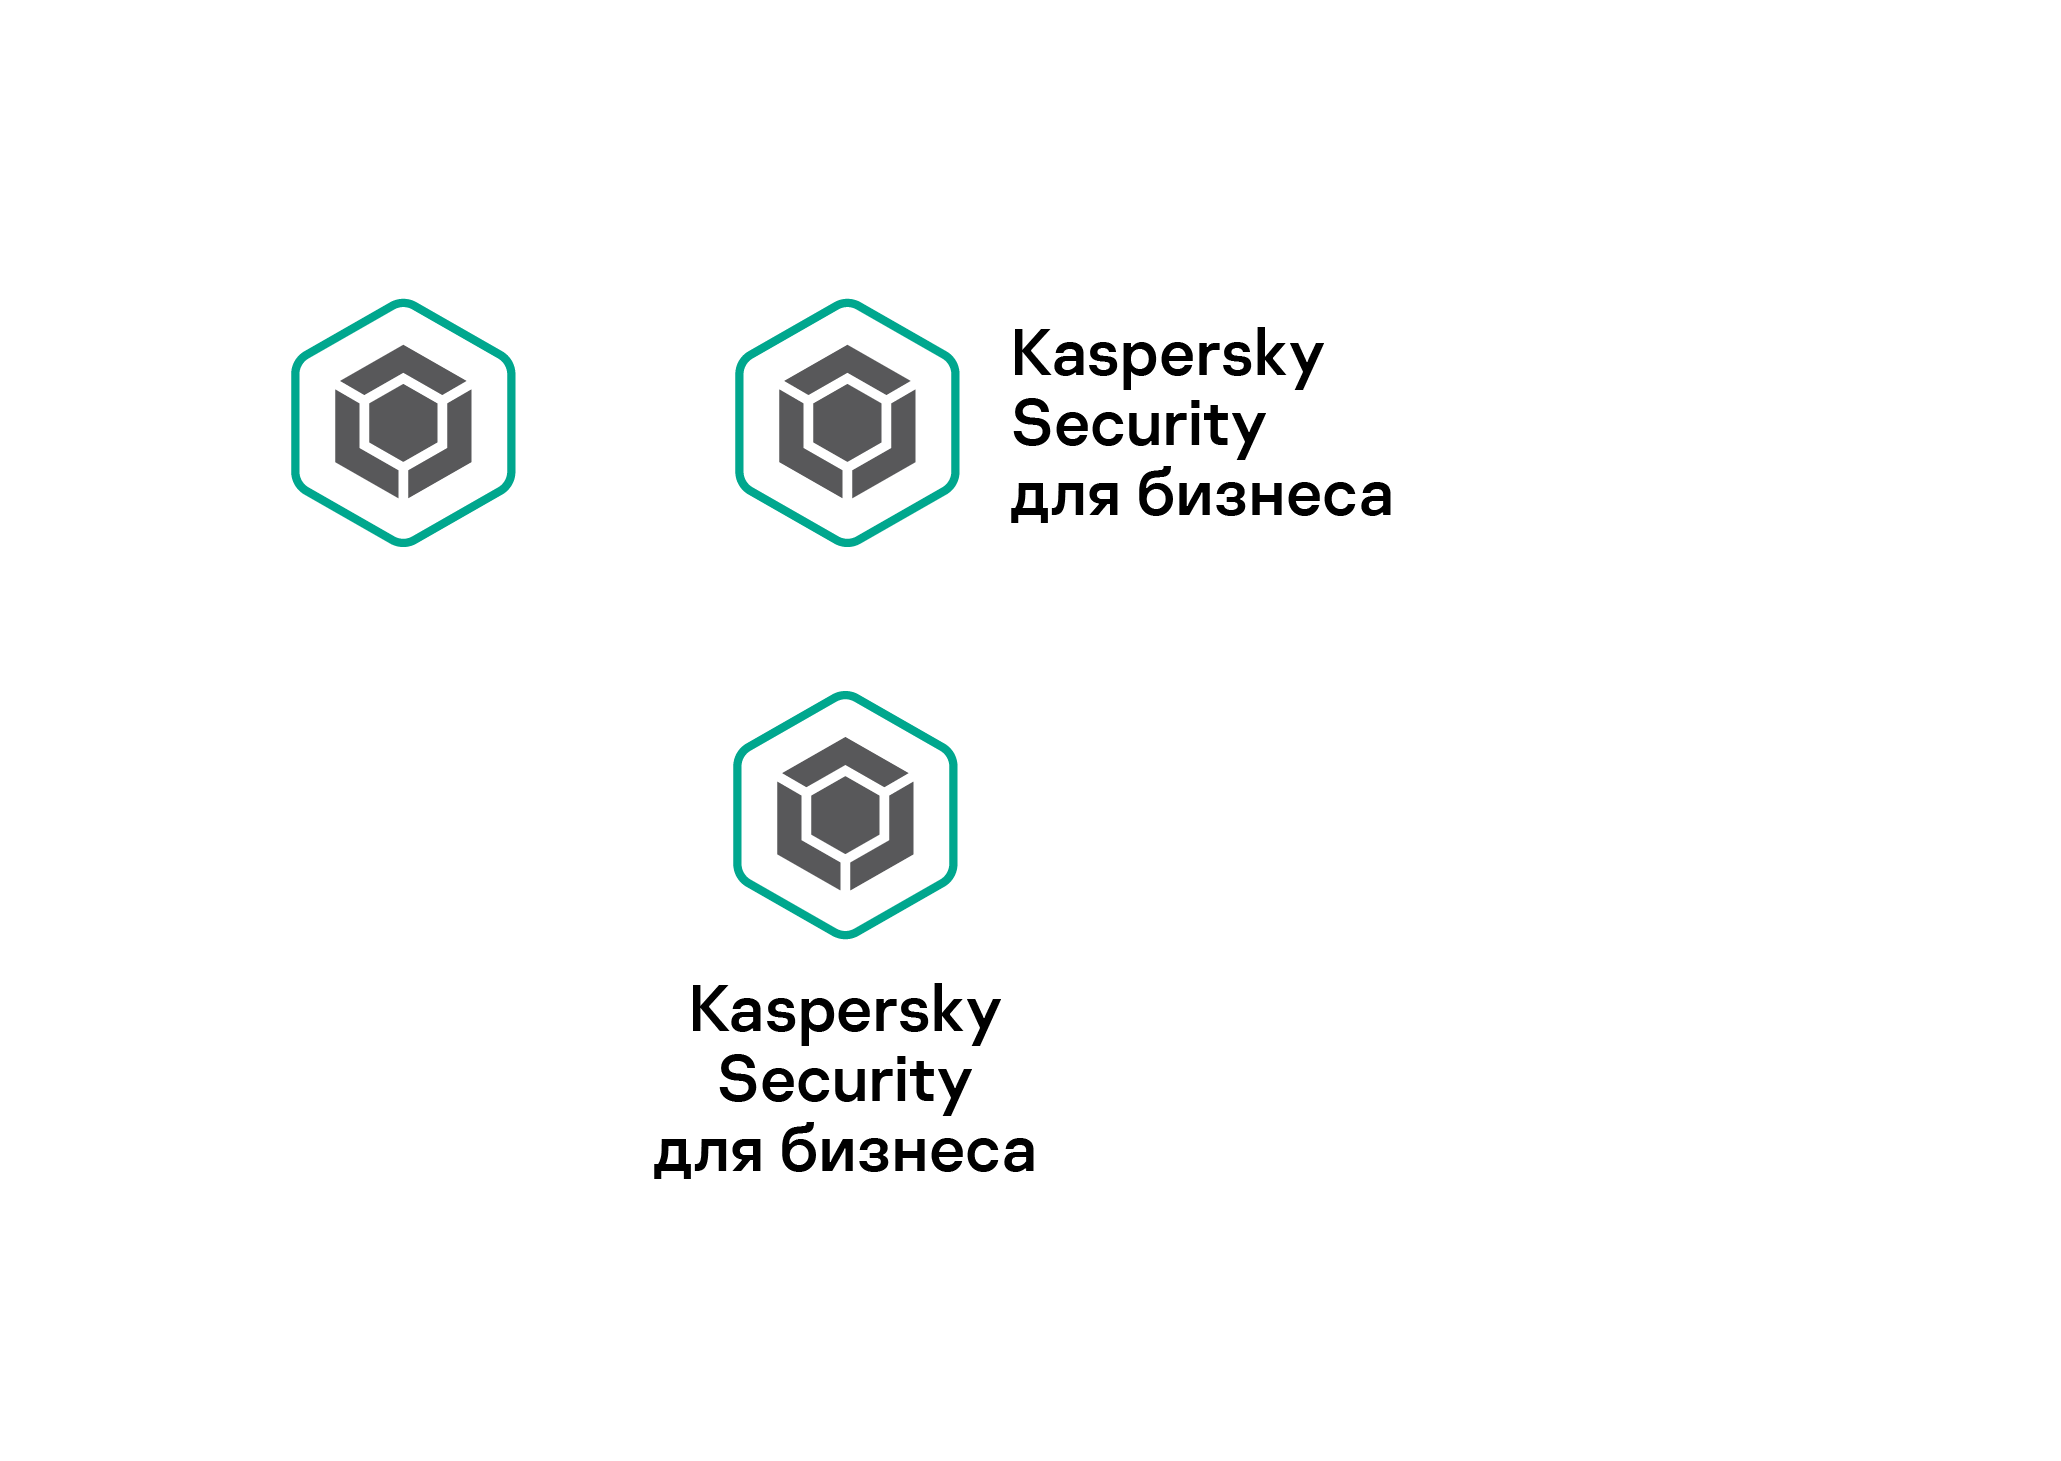 Kaspersky
Security
для бизнеса
Kaspersky
Security
для бизнеса